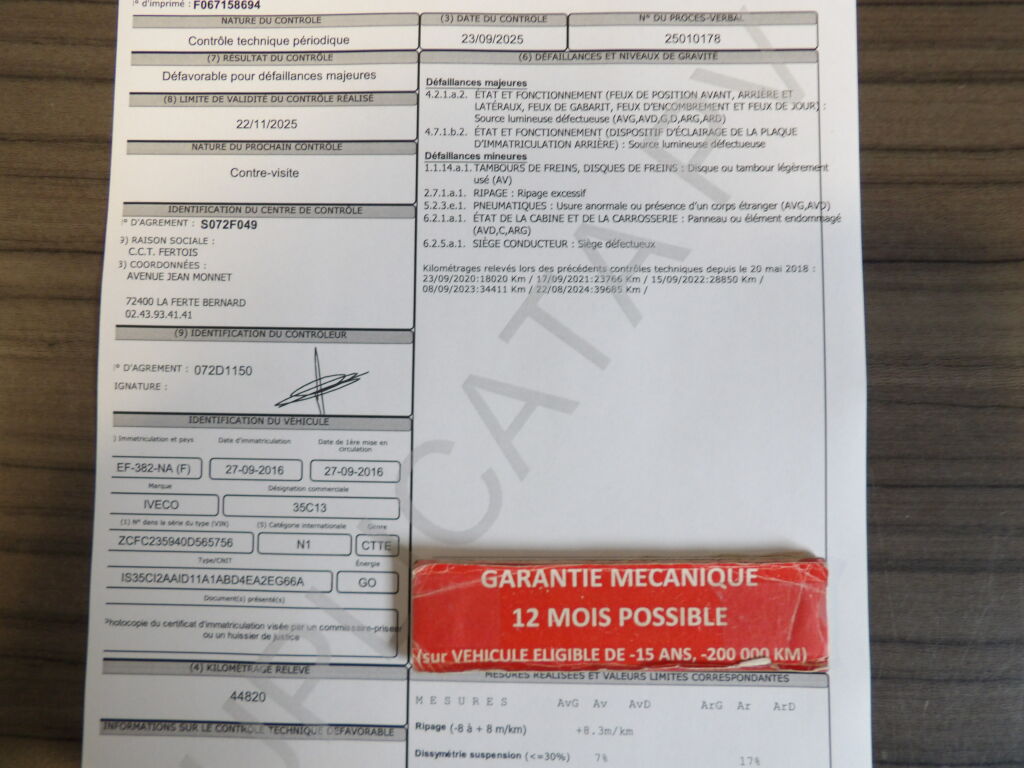 n° d'imprimé : F067158694
NATURE DU CONTRÔLE
Contrôle technique périodique
(3) DATE DU CONTRÔLE
23/09/2025
N° DU PROCÈS-VERBAL
25010178
(7) RÉSULTAT DU CONTRÔLE
Défavorable pour défaillances majeures
(8) LIMITE DE VALIDITÉ DU CONTRÔLE RÉALISÉ
22/11/2025
NATURE DU PROCHAIN CONTRÔLE
Contre-visite
IDENTIFICATION DU CENTRE DE CONTRÔLE
N° D'AGRÉMENT : S072F049
9) RAISON SOCIALE :
C.C.T. FERTOIS
3) COORDONNÉES :
AVENUE JEAN MONNET
72400 LA FERTE BERNARD
02.43.93.41.41
(9) IDENTIFICATION DU CONTRÔLEUR
N° D'AGRÉMENT : 072D1150
IGNATURE :
IDENTIFICATION DU VÉHICULE
) Immatriculation et pays
Date d'immatriculation
Date de 1ère mise en
circulation
EF-382-NA (F)
27-09-2016
27-09-2016
Marque
Désignation commerciale
IVECO
35C13
(1) N° dans la série du type (VIN)
(5) Catégorie internationale
Genre
ZCFC235940D565756
N1
CTTE
Type/CNIT
Énergie
IS35CI2AAID11A1ABD4EA2EG66A
GO
Document(s) présenté(s)
Photocopie du certificat d'immatriculation visée par un commissaire-priseur
ou un huissier de justice
(4) KILOMÉTRAGE RELEVÉ
44820
INFORMATIONS SUR LE CONTRÔLE TECHNIQUE DÉFAVORABLE
(6) DÉFAILLANCES ET NIVEAUX DE GRAVITÉ
Défaillances majeures
4.2.1.a.2. ÉTAT ET FONCTIONNEMENT (FEUX DE POSITION AVANT, ARRIÈRE ET
LATÉRAUX, FEUX DE GABARIT, FEUX D'ENCOMBREMENT ET FEUX DE JOUR) :
Source lumineuse défectueuse (AVG,AVD,G,D,ARG,ARD)
4.7.1.b.2. ÉTAT ET FONCTIONNEMENT (DISPOSITIF D'ÉCLAIRAGE DE LA PLAQUE
D'IMMATRICULATION ARRIÈRE) : Source lumineuse défectueuse
Défaillances mineures
1.1.14.a.1. TAMBOURS DE FREINS, DISQUES DE FREINS : Disque ou tambour légèrement
usé (AV)
2.7.1.a.1. RIPAGE : Ripage excessif
5.2.3.e.1. PNEUMATIQUES : Usure anormale ou présence d'un corps étranger (AVG,AVD)
6.2.1.a.1. ÉTAT DE LA CABINE ET DE LA CARROSSERIE : Panneau ou élément endommagé
(AVD,C,ARG)
6.2.5.a.1. SIÈGE CONDUCTEUR : Siège défectueux
Kilométrages relevés lors des précédents contrôles techniques depuis le 20 mai 2018 :
23/09/2020:18020 Km / 17/09/2021:23766 Km / 15/09/2022:28850 Km /
08/09/2023:34411 Km / 22/08/2024:39685 Km /
GARANTIE MECANIQUE
12 MOIS POSSIBLE
(sur VEHICULE ELIGIBLE DE -15 ANS, -200 000 KM)
MESURES RÉALISÉES ET VALEURS LIMITES CORRESPONDANTES
MESURES AvG Av AvD ArG Ar ArD
Ripage (-8 à + 8 m/km) +8.3m/km
Dissymétrie suspension (<=30%) 7% 17%